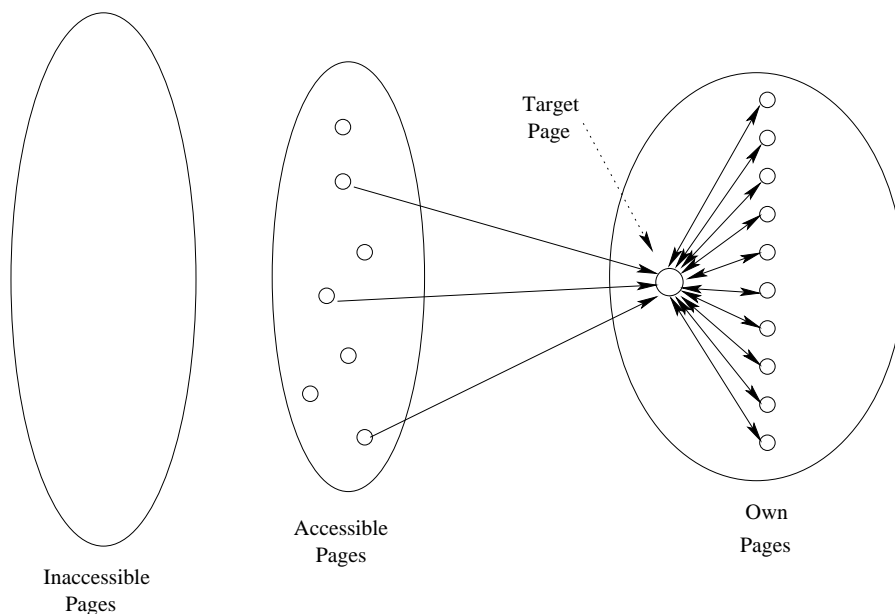 Target
Page
Own
Pages
Accessible
Pages
Inaccessible
Pages